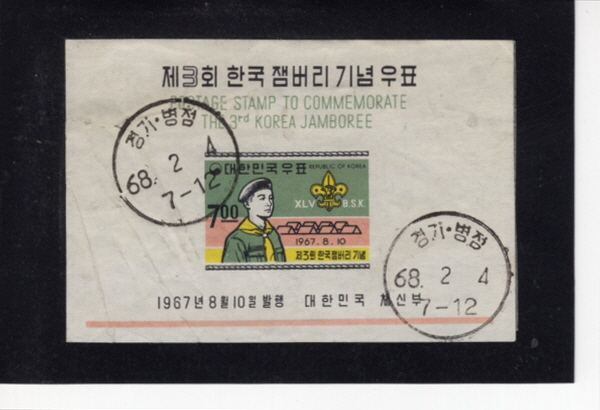 제3회 한국 잼버리 기념 우표
POSTAGE STAMP TO COMMEMORATE
THE 3rd KOREA JAMBOREE
경기·병점
68. 2 4
7-12
대한민국우표 REPUBLIC OF KOREA
700
XLV B.S.K.
1967. 8. 10
제3회 한국잼버리 기념
경기·병점
68. 2 4
7-12
1967년 8월 10일 발행 대한민국 체신부